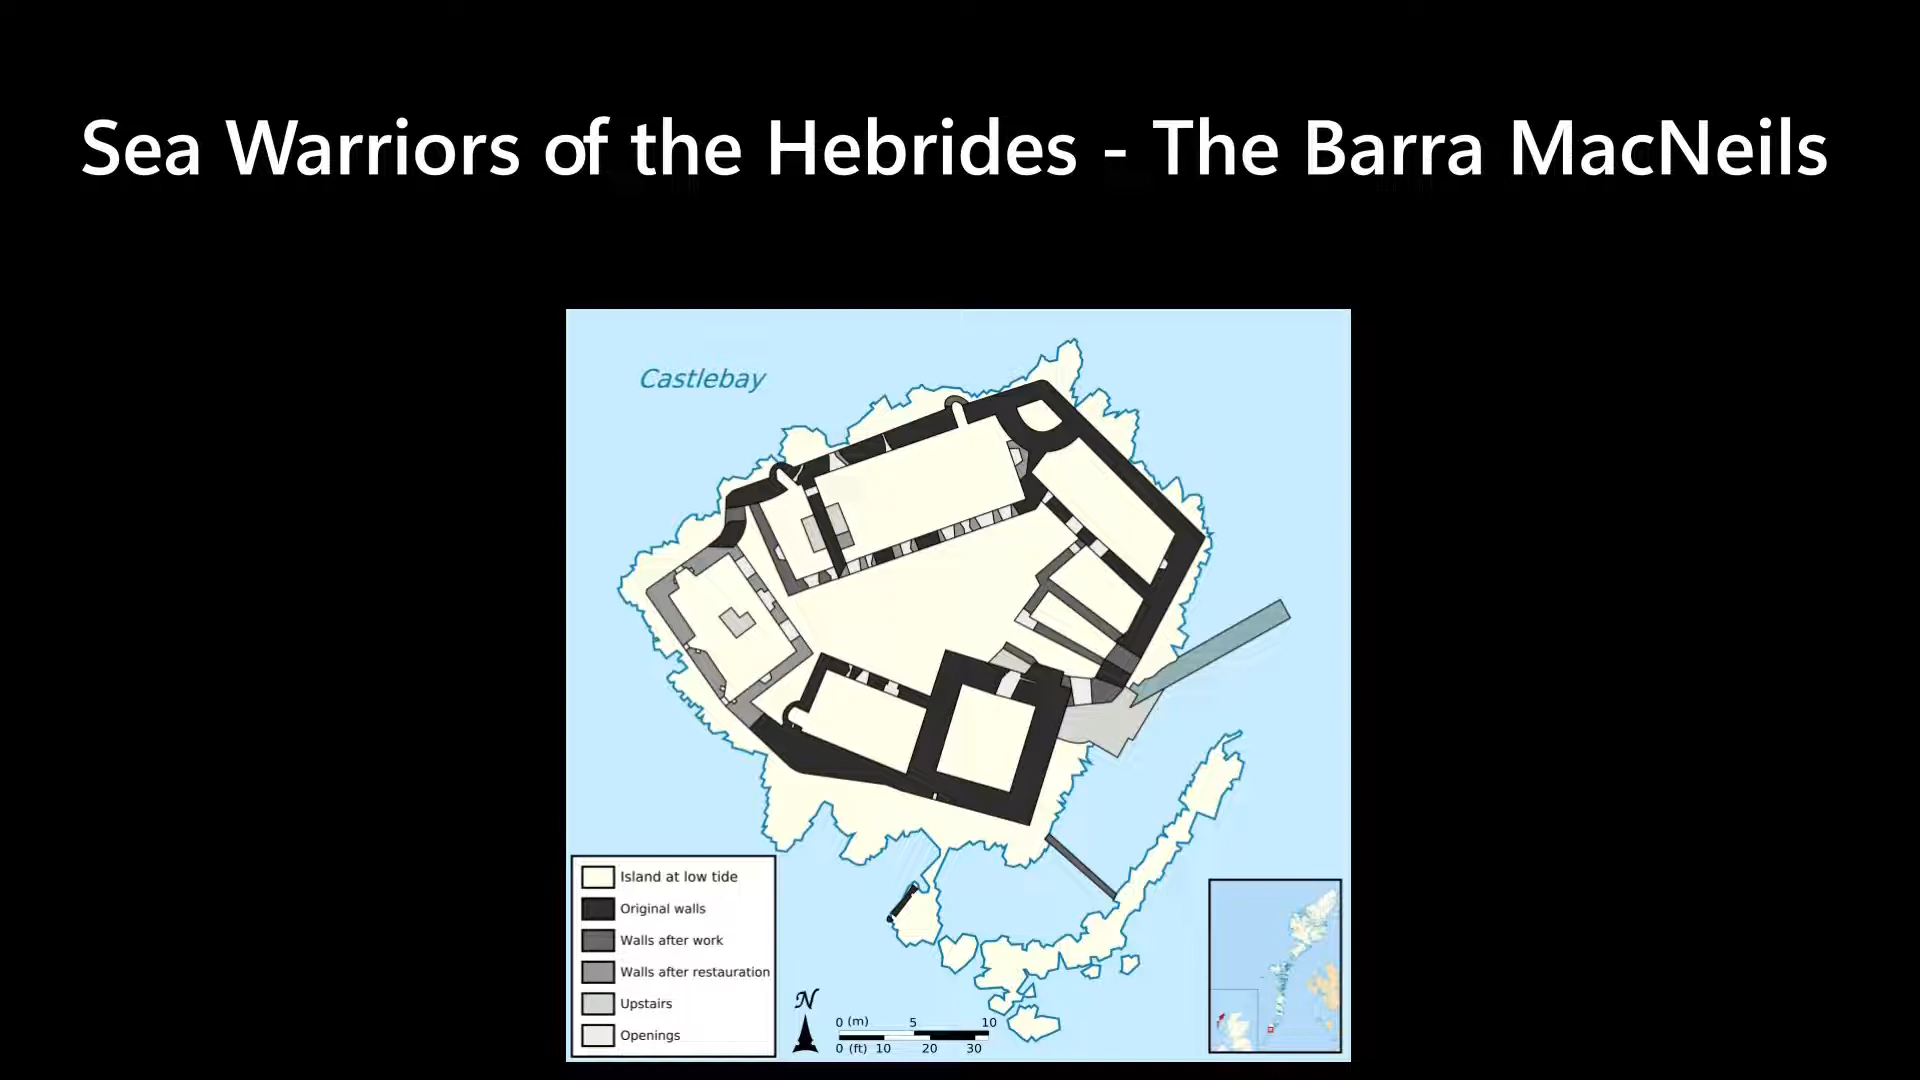 Sea Warriors of the Hebrides - The Barra MacNeils
Castlebay
Island at low tide
Original walls
Walls after work
Walls after restauration
Upstairs
Openings
N
0 (m) 5 10
0 (ft) 10 20 30